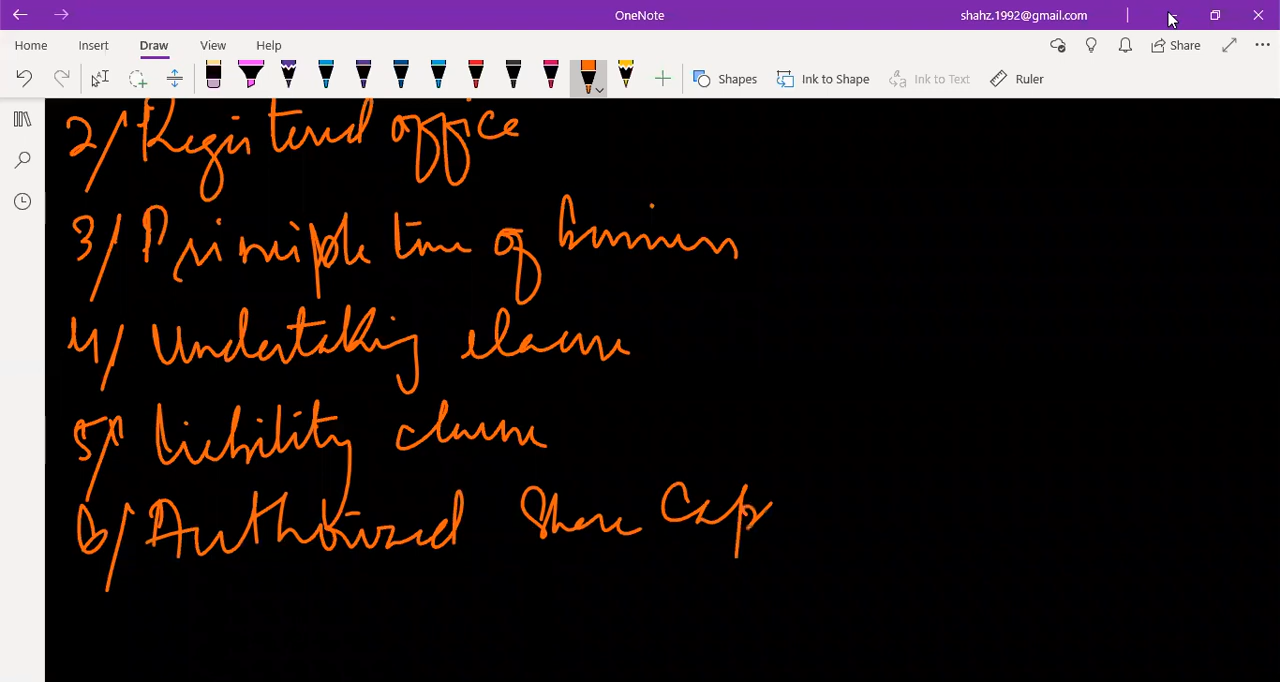 OneNote
shahz.1992@gmail.com
Home Insert Draw View Help
Share
Shapes Ink to Shape Ink to Text Ruler
2/ Registered office
3/ Principle line of business
4/ Undertaking clause
5/ Liability clause
6/ Authorized Share Cap